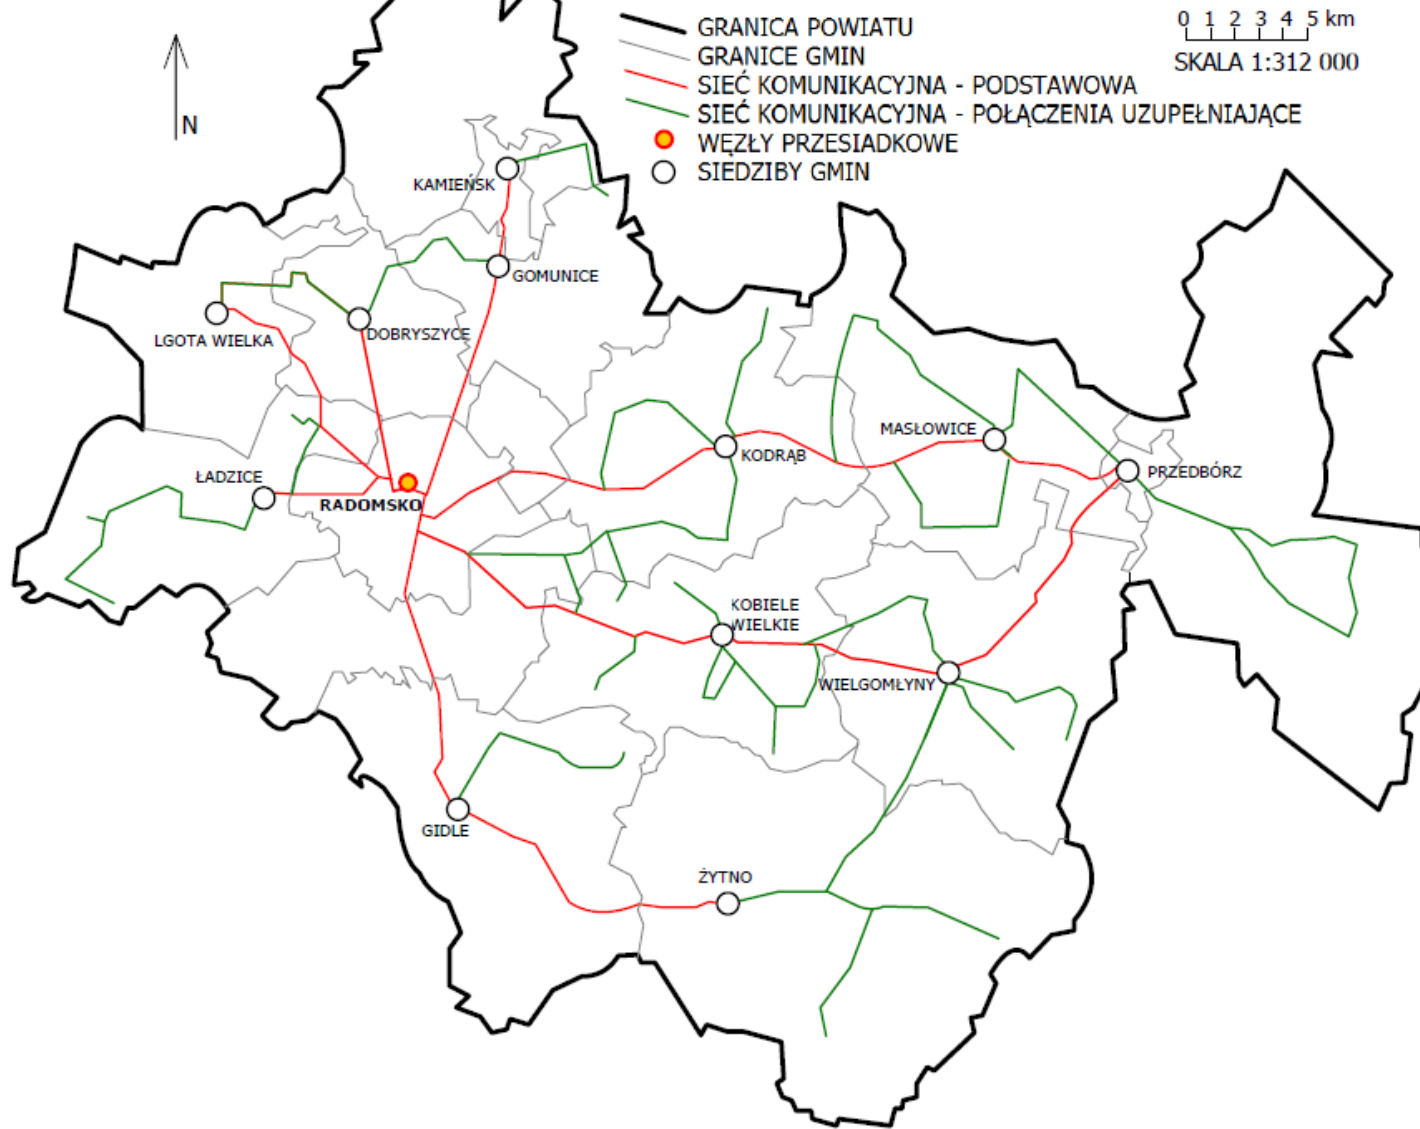 GRANICA POWIATU
GRANICE GMIN
SIEĆ KOMUNIKACYJNA - PODSTAWOWA
SIEĆ KOMUNIKACYJNA - POŁĄCZENIA UZUPEŁNIAJĄCE
WĘZŁY PRZESIADKOWE
SIEDZIBY GMIN
0 1 2 3 4 5 km
SKALA 1:312 000
N
KAMIEŃSK
GOMUNICE
LGOTA WIELKA
DOBRYSZYCE
MASŁOWICE
KODRĄB
PRZEDBÓRZ
ŁADZICE
RADOMSKO
KOBIELE
WIELKIE
WIELGOMŁYNY
GIDLE
ŻYTNO